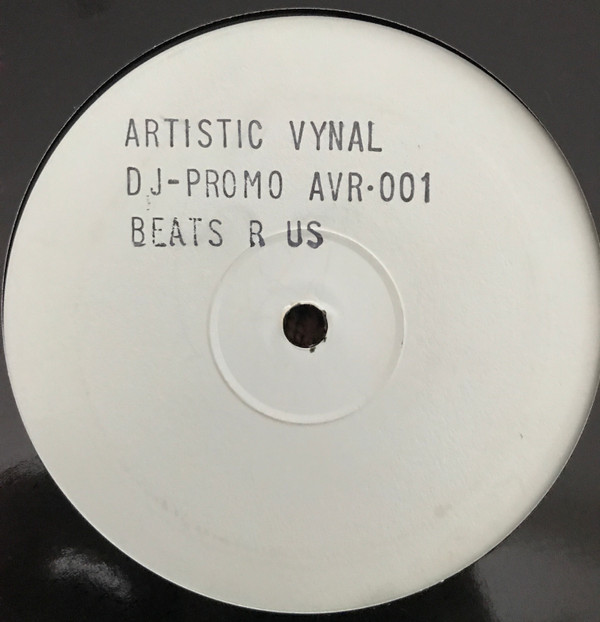 ARTISTIC VYNAL
DJ-PROMO AVR·001
BEATS R US